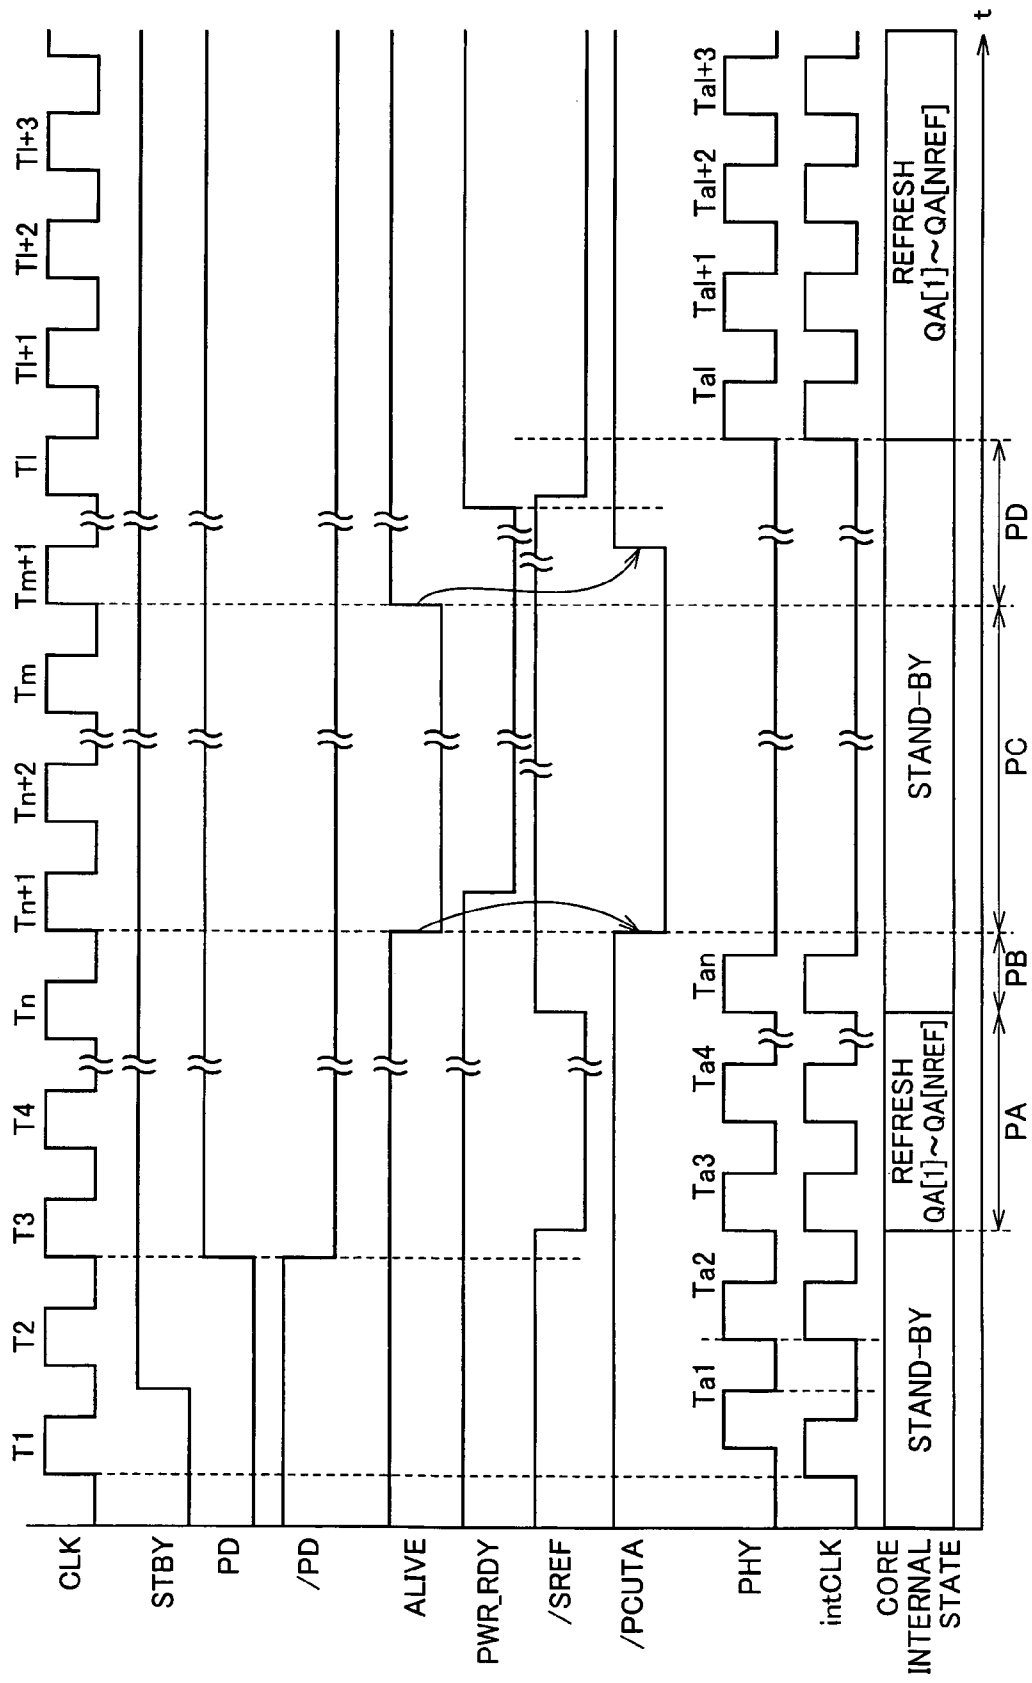 CLK
T1
T2
T3
T4
Tn
Tn+1
Tn+2
Tm
Tm+1
Tl
Tl+1
Tl+2
Tl+3
STBY
PD
/PD
ALIVE
PWR_RDY
/SREF
/PCUTA
PHY
Ta1
Ta2
Ta3
Ta4
Tan
Tal
Tal+1
Tal+2
Tal+3
intCLK
CORE
INTERNAL
STATE
STAND-BY
REFRESH
QA[1]~QA[NREF]
STAND-BY
REFRESH
QA[1]~QA[NREF]
PA
PB
PC
PD
t